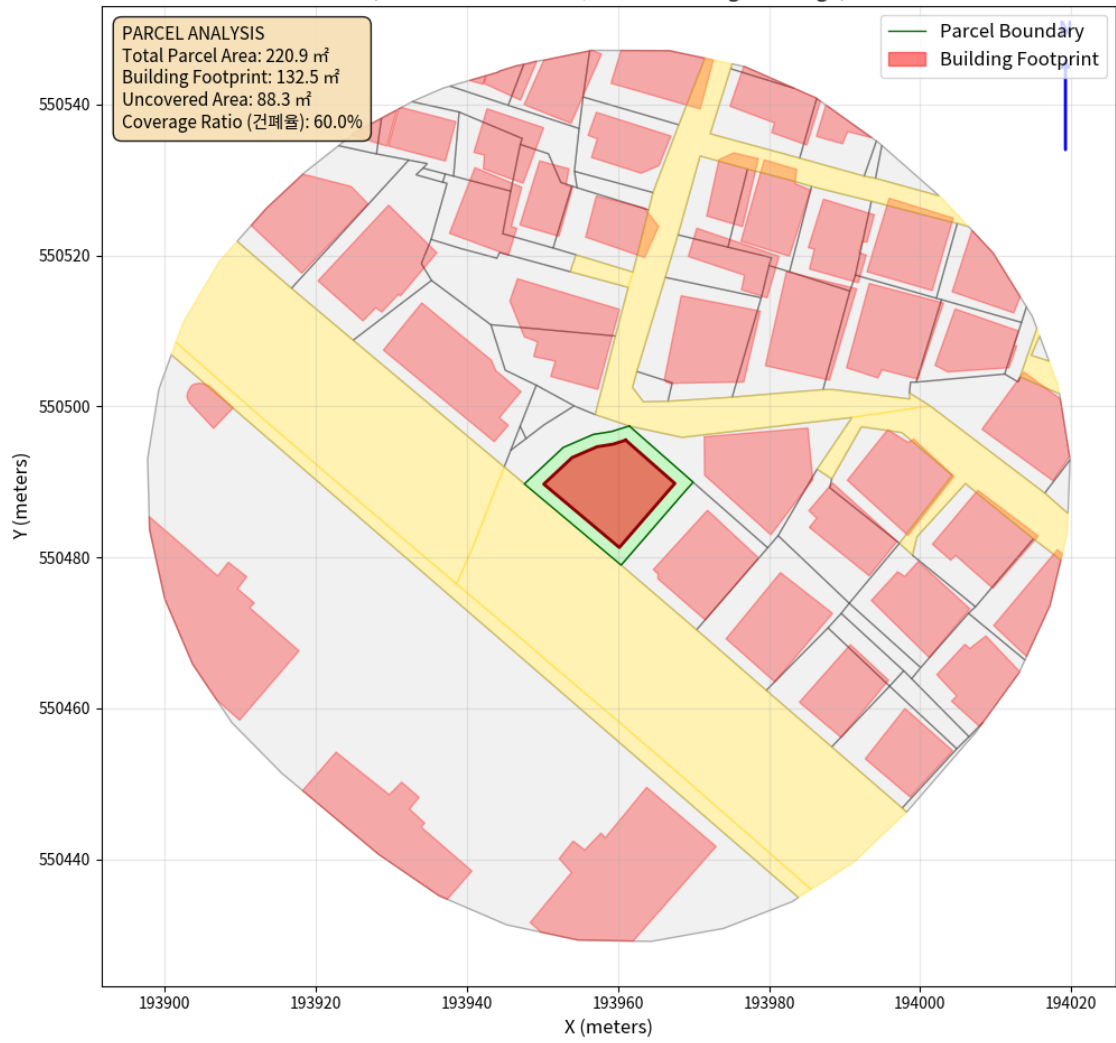 PARCEL ANALYSIS
Total Parcel Area: 220.9 ㎡
Building Footprint: 132.5 ㎡
Uncovered Area: 88.3 ㎡
Coverage Ratio (건폐율): 60.0%
Parcel Boundary
Building Footprint
N
550540
550520
550500
550480
550460
550440
Y (meters)
193900
193920
193940
193960
193980
194000
194020
X (meters)